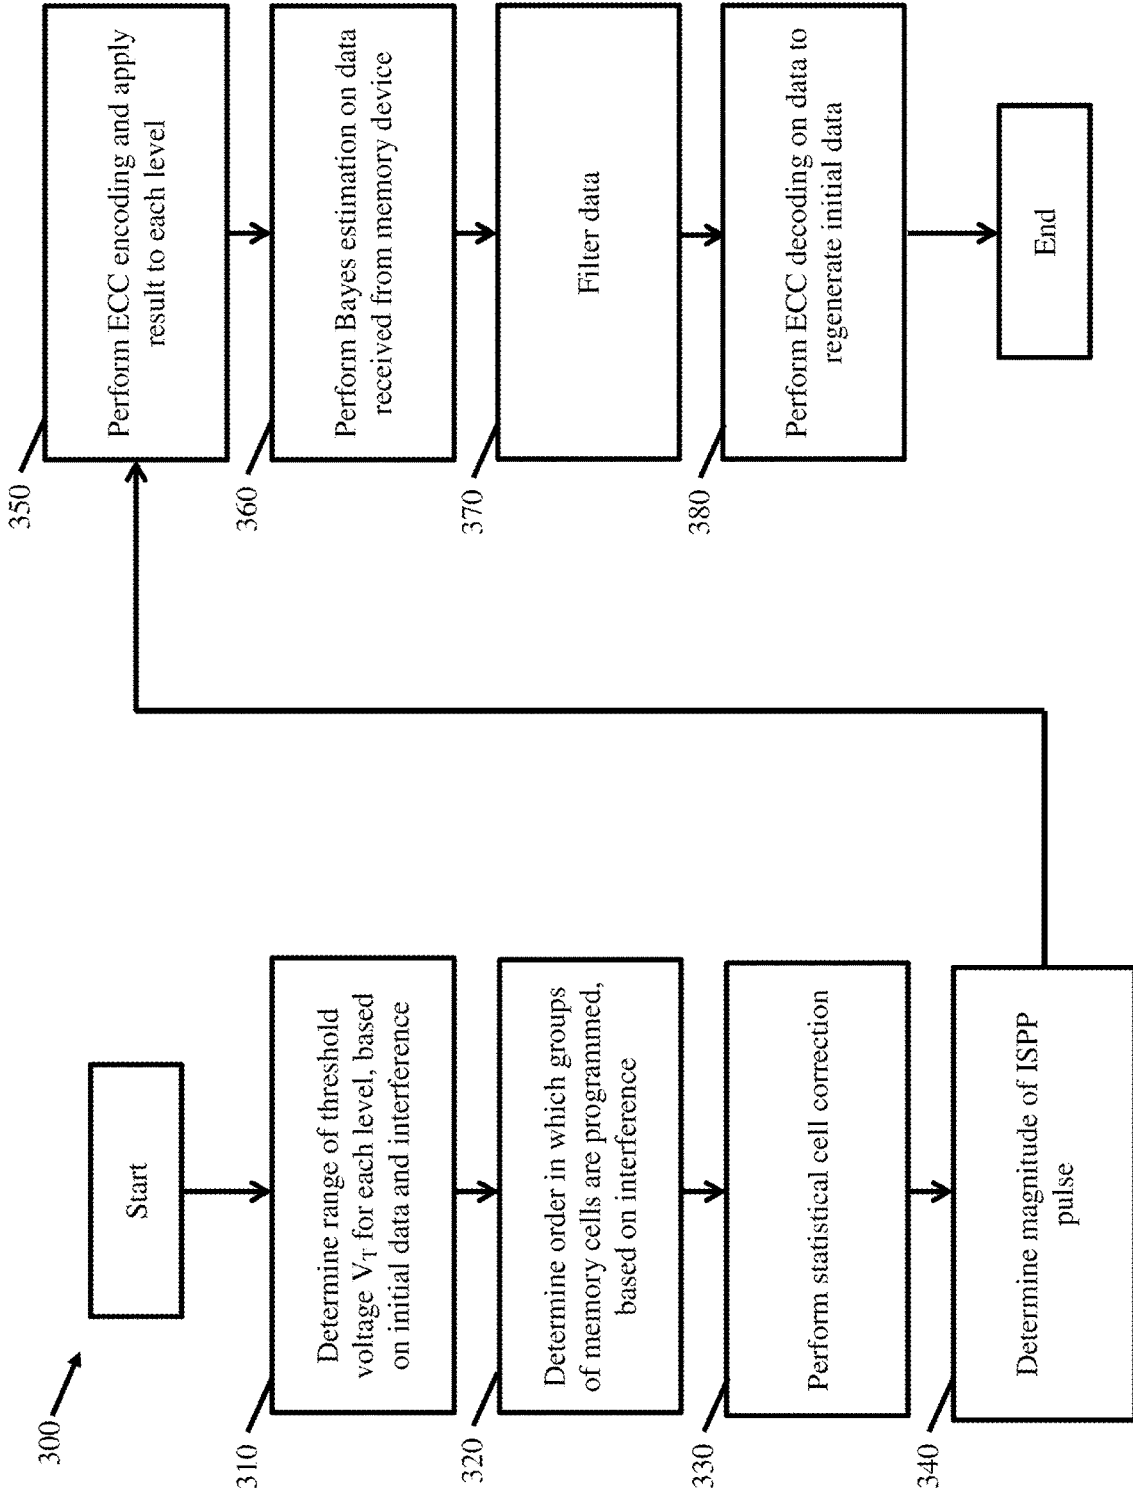 300
Start
310
Determine range of threshold
voltage VT for each level, based
on initial data and interference
320
Determine order in which groups
of memory cells are programmed,
based on interference
330
Perform statistical cell correction
340
Determine magnitude of ISPP
pulse
350
Perform ECC encoding and apply
result to each level
360
Perform Bayes estimation on data
received from memory device
370
Filter data
380
Perform ECC decoding on data to
regenerate initial data
End